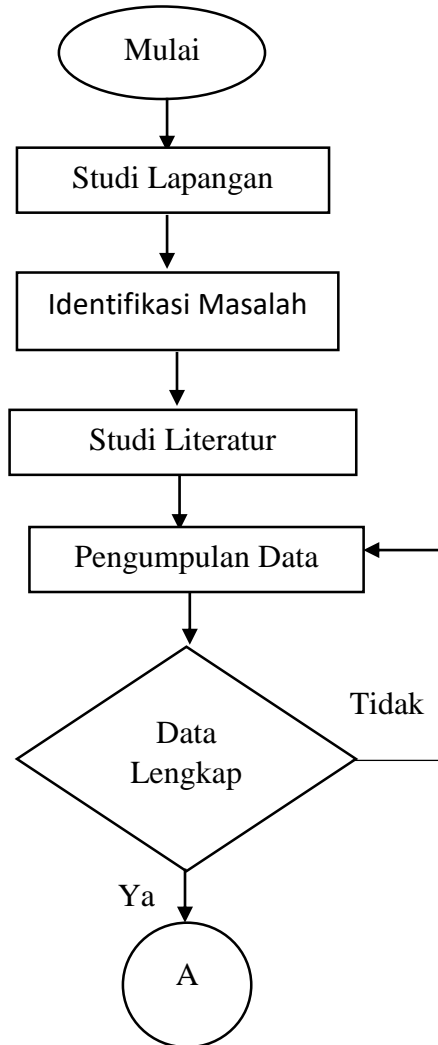 Mulai
Studi Lapangan
Identifikasi Masalah
Studi Literatur
Pengumpulan Data
Tidak
Data
Lengkap
Ya
A